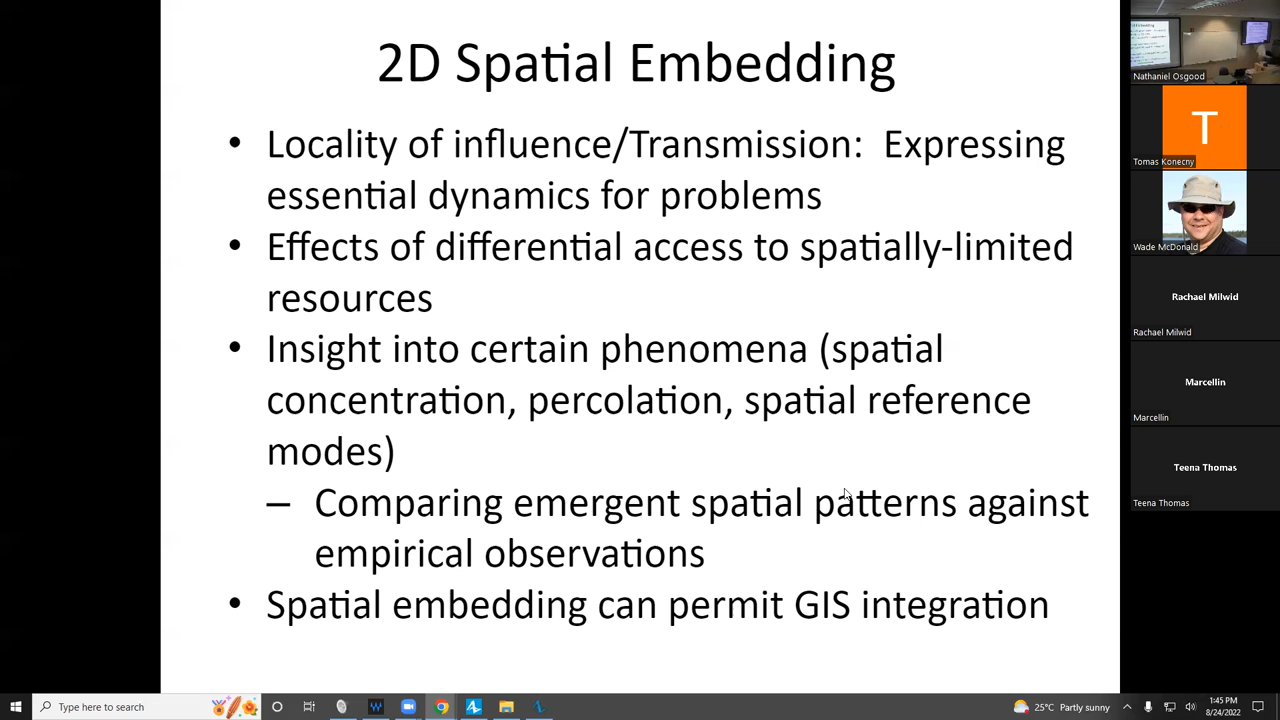 2D Spatial Embedding
• Locality of influence/Transmission: Expressing
essential dynamics for problems
• Effects of differential access to spatially-limited
resources
• Insight into certain phenomena (spatial
concentration, percolation, spatial reference
modes)
– Comparing emergent spatial patterns against
empirical observations
• Spatial embedding can permit GIS integration
Nathaniel Osgood
T
Tomas Konecny
Wade McDonald
Rachael Milwid
Rachael Milwid
Marcellin
Marcellin
Teena Thomas
Teena Thomas
Type here to search
25°C Partly sunny
1:45 PM
8/24/2022